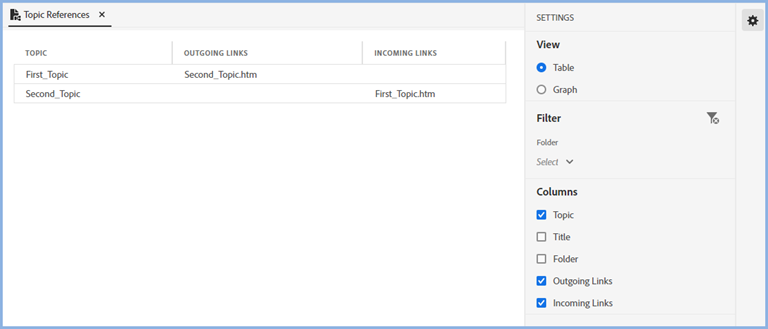 Topic References
TOPIC OUTGOING LINKS INCOMING LINKS
First_Topic Second_Topic.htm
Second_Topic First_Topic.htm
SETTINGS
View
Table
Graph
Filter
Folder
Select
Columns
Topic
Title
Folder
Outgoing Links
Incoming Links